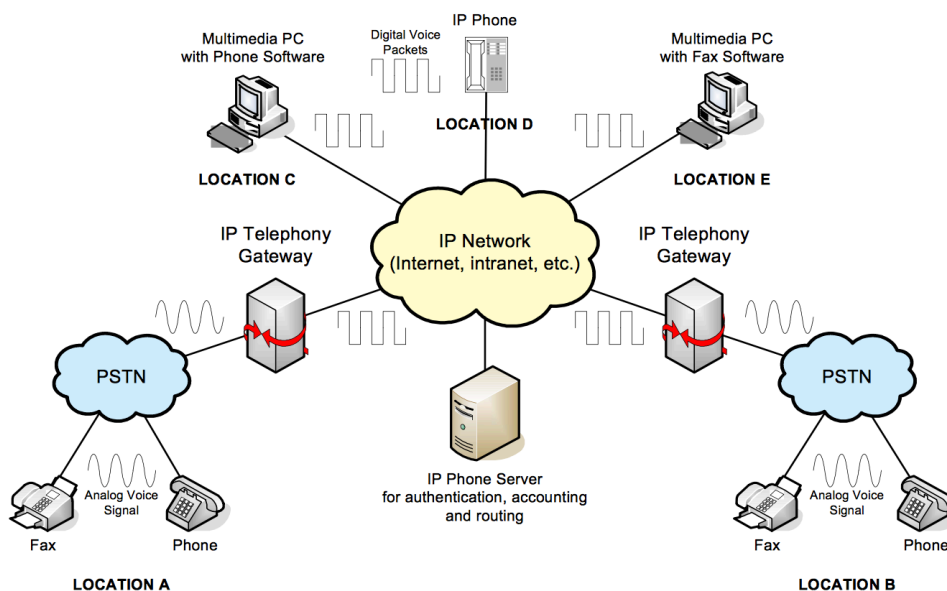 IP Phone
Digital Voice
Packets
Multimedia PC
with Phone Software
Multimedia PC
with Fax Software
LOCATION D
LOCATION C
LOCATION E
IP Telephony
Gateway
IP Network
(Internet, intranet, etc.)
IP Telephony
Gateway
PSTN
PSTN
IP Phone Server
for authentication, accounting
and routing
Analog Voice
Signal
Fax
Phone
LOCATION A
Analog Voice
Signal
Fax
Phone
LOCATION B